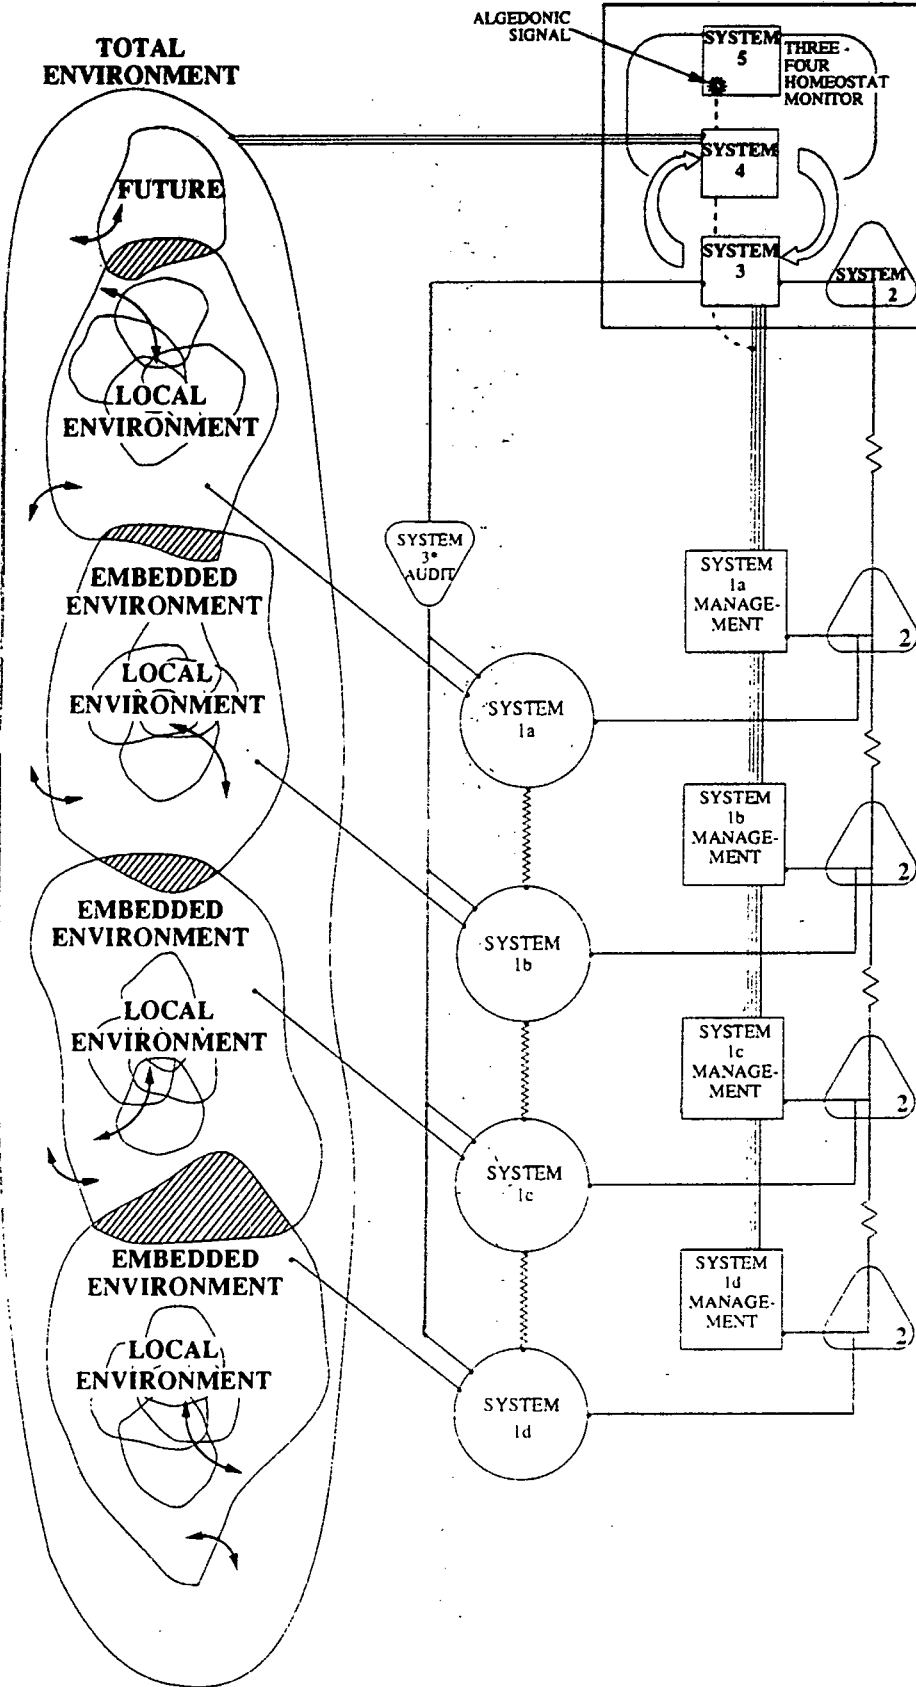 ALGEDONIC
SIGNAL
SYSTEM
5
THREE -
FOUR
HOMEOSTAT
MONITOR
TOTAL
ENVIRONMENT
SYSTEM
4
FUTURE
SYSTEM
3
SYSTEM
2
LOCAL
ENVIRONMENT
SYSTEM
3*
AUDIT
SYSTEM
1a
MANAGE-
MENT
2
EMBEDDED
ENVIRONMENT
LOCAL
ENVIRONMENT
SYSTEM
1a
SYSTEM
1b
MANAGE-
MENT
2
EMBEDDED
ENVIRONMENT
SYSTEM
1b
LOCAL
ENVIRONMENT
SYSTEM
1c
MANAGE-
MENT
2
SYSTEM
1c
EMBEDDED
ENVIRONMENT
SYSTEM
1d
MANAGE-
MENT
2
LOCAL
ENVIRONMENT
SYSTEM
1d